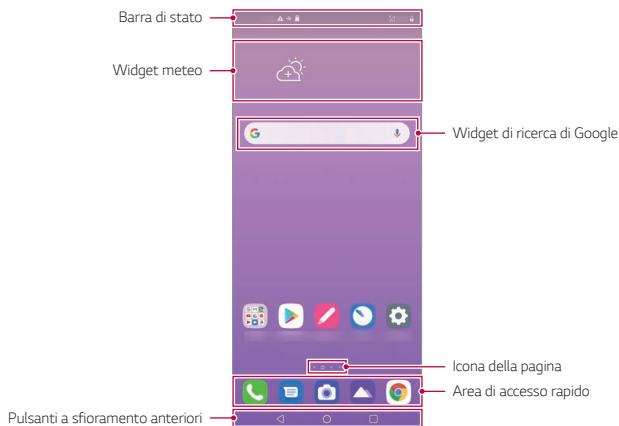 Barra di stato
Widget meteo
Widget di ricerca di Google
Icona della pagina
Area di accesso rapido
Pulsanti a sfioramento anteriori